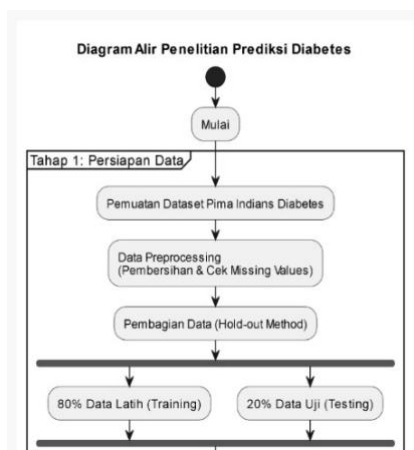 Diagram Alir Penelitian Prediksi Diabetes
Mulai
Tahap 1: Persiapan Data
Pemuatan Dataset Pima Indians Diabetes
Data Preprocessing
(Pembersihan & Cek Missing Values)
Pembagian Data (Hold-out Method)
80% Data Latih (Training)
20% Data Uji (Testing)